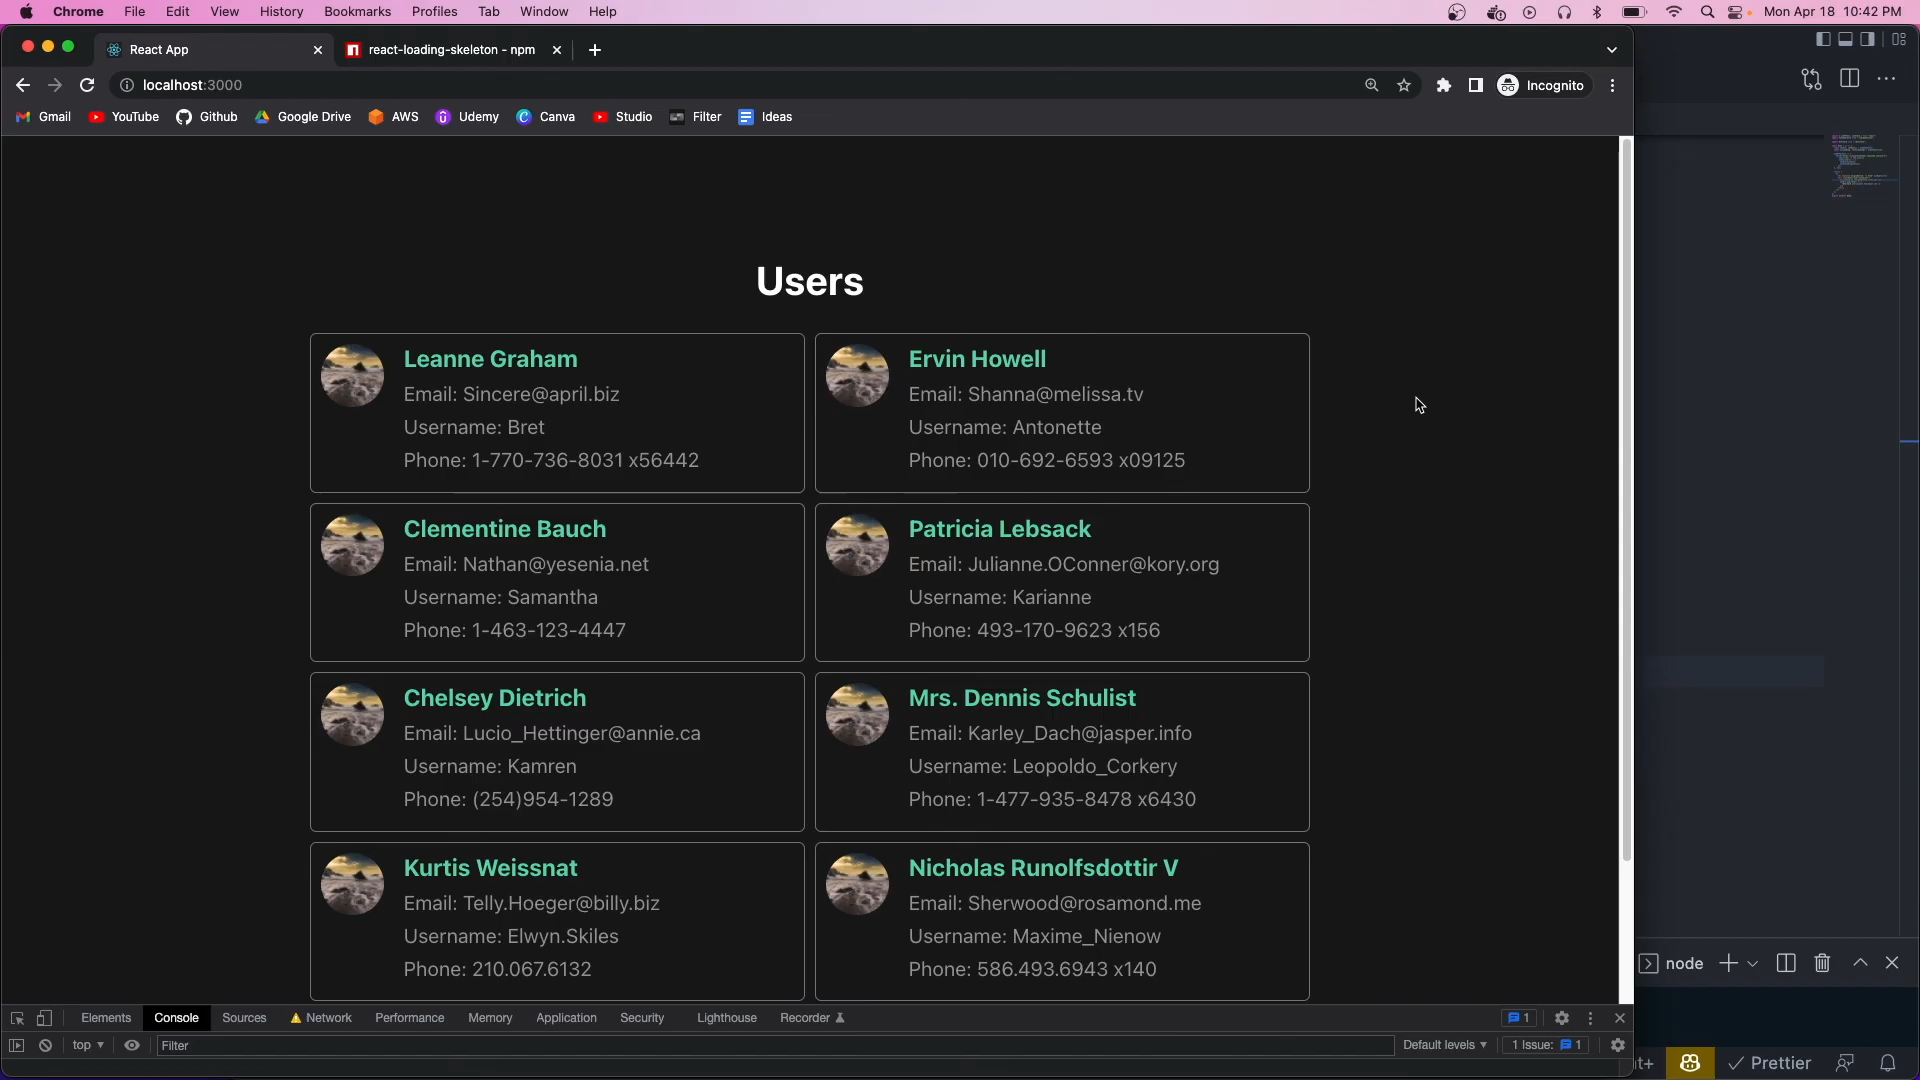 Chrome File Edit View History Bookmarks Profiles Tab Window Help Mon Apr 18 10:42 PM
React App react-loading-skeleton - npm
localhost:3000 Incognito
Gmail YouTube Github Google Drive AWS Udemy Canva Studio Filter Ideas
Users
Leanne Graham
Email: Sincere@april.biz
Username: Bret
Phone: 1-770-736-8031 x56442
Ervin Howell
Email: Shanna@melissa.tv
Username: Antonette
Phone: 010-692-6593 x09125
Clementine Bauch
Email: Nathan@yesenia.net
Username: Samantha
Phone: 1-463-123-4447
Patricia Lebsack
Email: Julianne.OConner@kory.org
Username: Karianne
Phone: 493-170-9623 x156
Chelsey Dietrich
Email: Lucio_Hettinger@annie.ca
Username: Kamren
Phone: (254)954-1289
Mrs. Dennis Schulist
Email: Karley_Dach@jasper.info
Username: Leopoldo_Corkery
Phone: 1-477-935-8478 x6430
Kurtis Weissnat
Email: Telly.Hoeger@billy.biz
Username: Elwyn.Skiles
Phone: 210.067.6132
Nicholas Runolfsdottir V
Email: Sherwood@rosamond.me
Username: Maxime_Nienow
Phone: 586.493.6943 x140
node
Elements Console Sources Network Performance Memory Application Security Lighthouse Recorder 1
top Filter Default levels 1 Issue: 1
Prettier